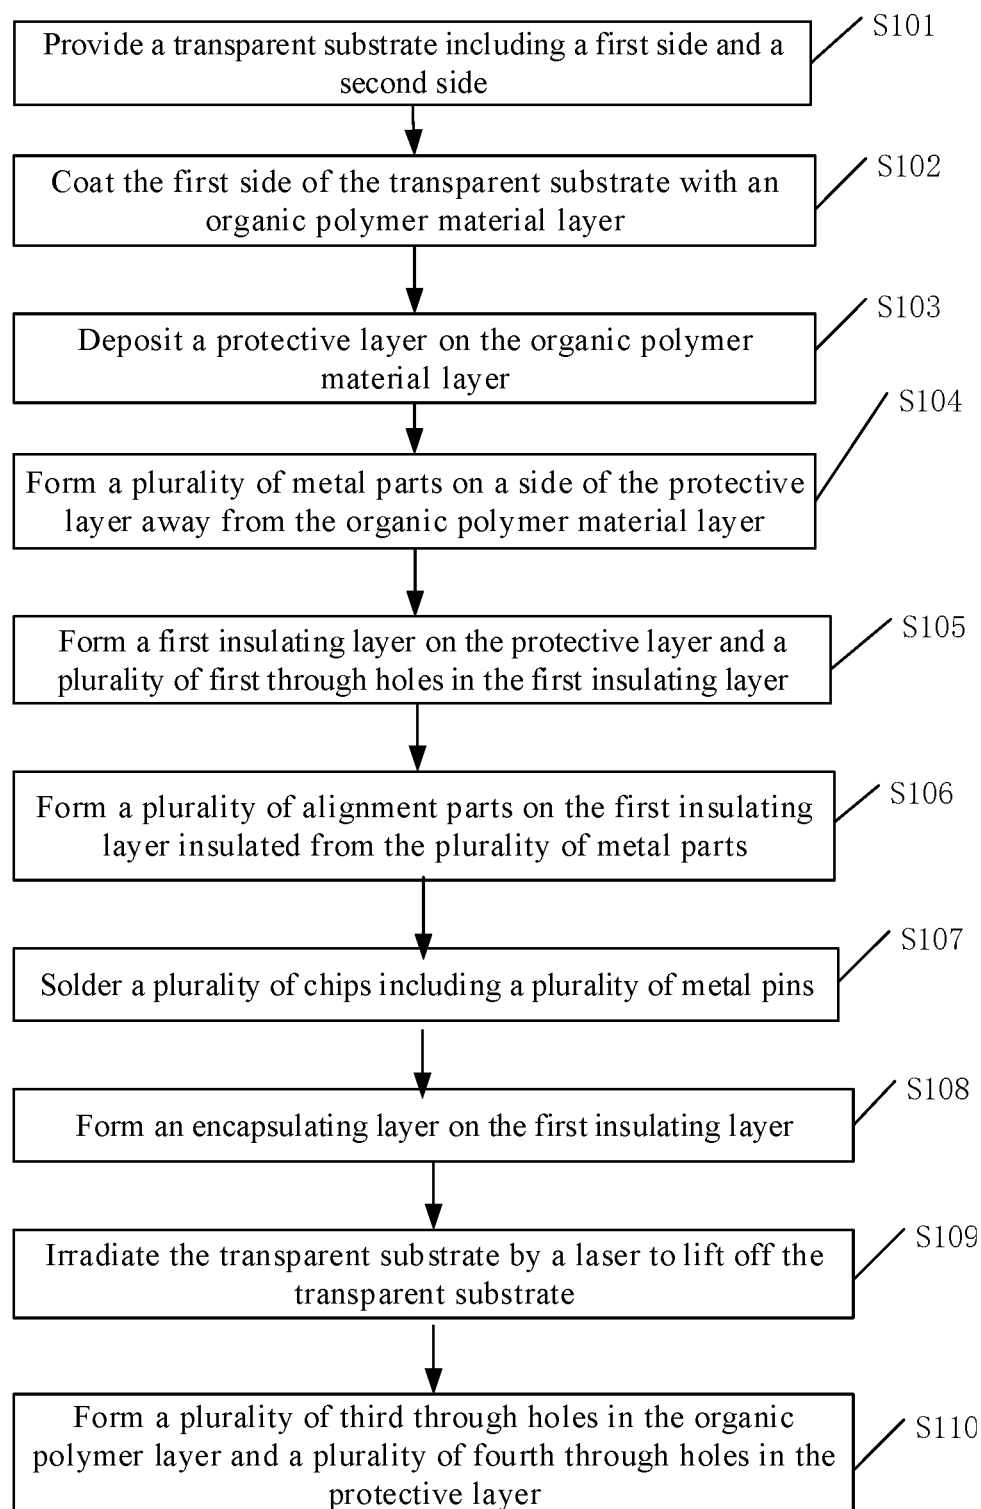 S101
Provide a transparent substrate including a first side and a
second side
S102
Coat the first side of the transparent substrate with an
organic polymer material layer
S103
Deposit a protective layer on the organic polymer
material layer
S104
Form a plurality of metal parts on a side of the protective
layer away from the organic polymer material layer
S105
Form a first insulating layer on the protective layer and a
plurality of first through holes in the first insulating layer
S106
Form a plurality of alignment parts on the first insulating
layer insulated from the plurality of metal parts
S107
Solder a plurality of chips including a plurality of metal pins
S108
Form an encapsulating layer on the first insulating layer
S109
Irradiate the transparent substrate by a laser to lift off the
transparent substrate
S110
Form a plurality of third through holes in the organic
polymer layer and a plurality of fourth through holes in the
protective layer